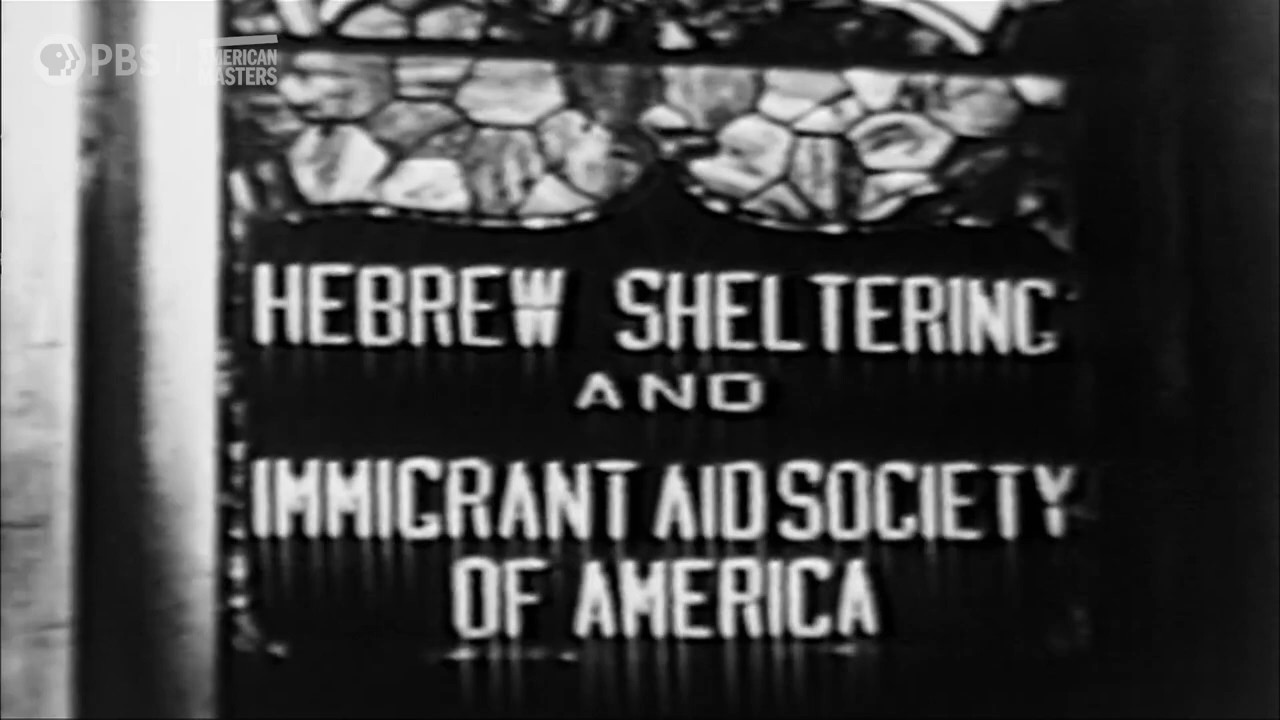 PBS AMERICAN MASTERS
HEBREW SHELTERING
AND
IMMIGRANT AID SOCIETY
OF AMERICA